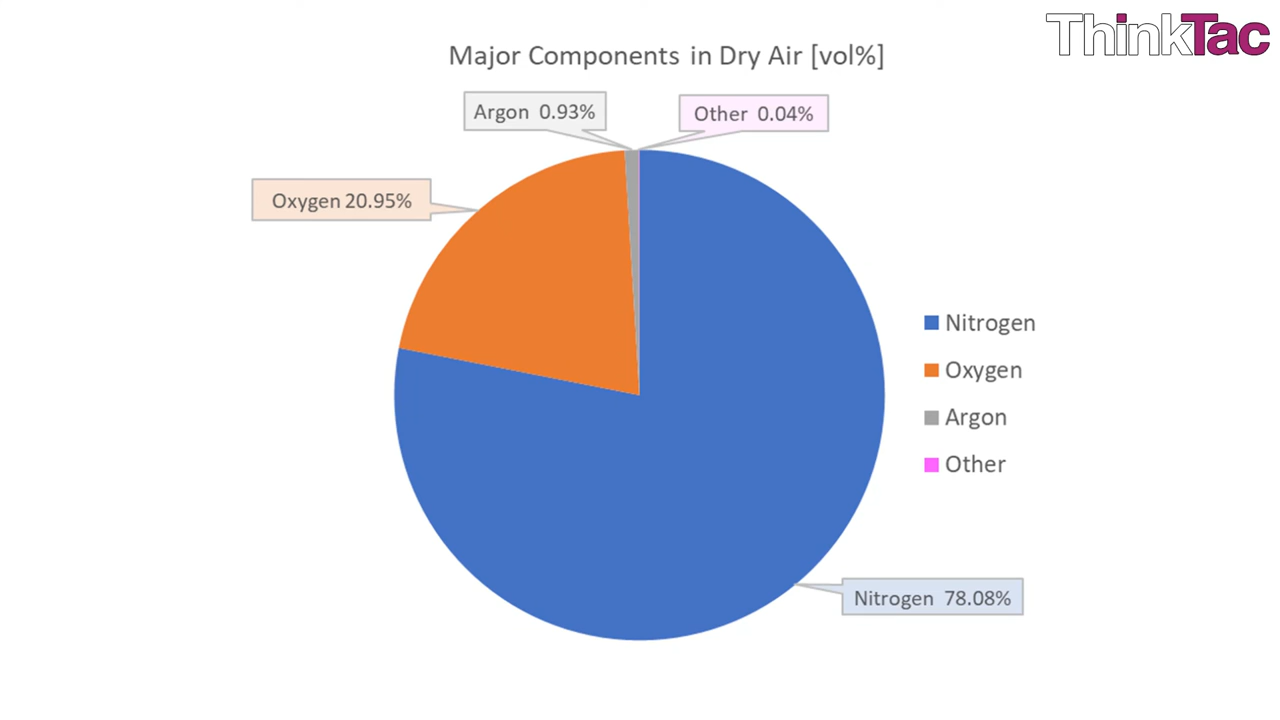 ThinkTac
Major Components in Dry Air [vol%]
Argon 0.93%
Other 0.04%
Oxygen 20.95%
Nitrogen
Oxygen
Argon
Other
Nitrogen 78.08%